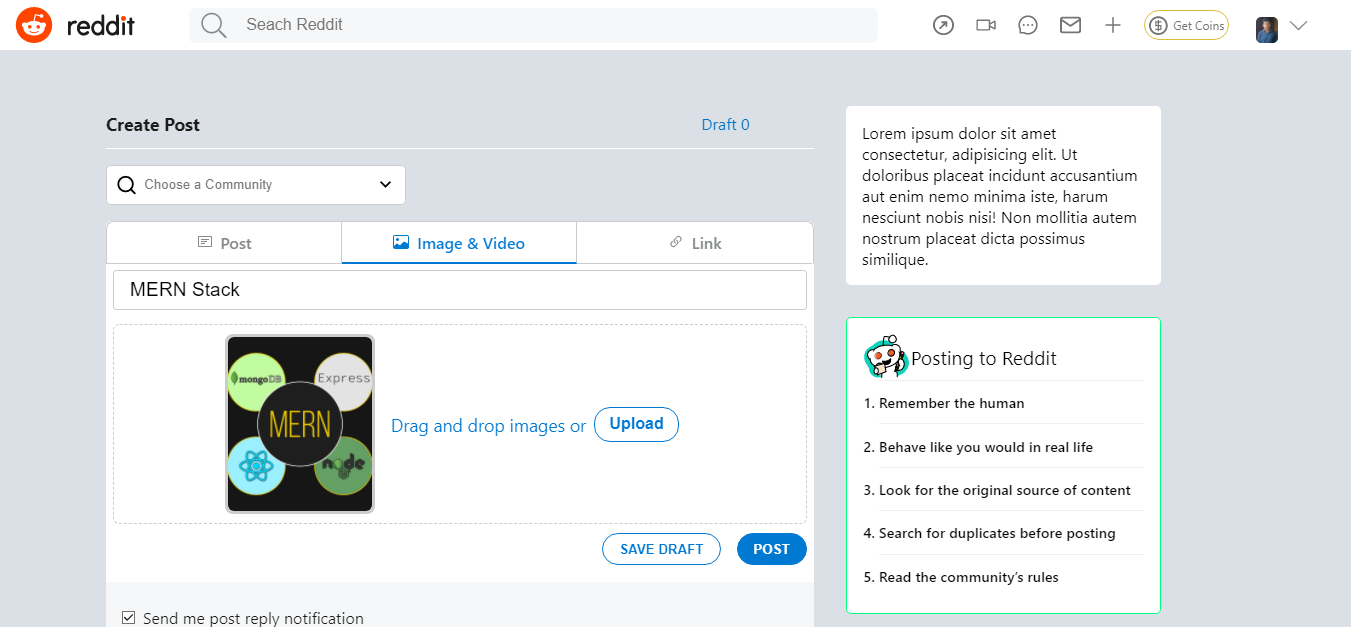 reddit
Seach Reddit
Get Coins
Create Post
Draft 0
Choose a Community
Post
Image & Video
Link
MERN Stack
mongoDB
Express
MERN
node
Drag and drop images or
Upload
SAVE DRAFT
POST
Send me post reply notification
Lorem ipsum dolor sit amet
consectetur, adipisicing elit. Ut
doloribus placeat incidunt accusantium
aut enim nemo minima iste, harum
nesciunt nobis nisi! Non mollitia autem
nostrum placeat dicta possimus
similique.
Posting to Reddit
1. Remember the human
2. Behave like you would in real life
3. Look for the original source of content
4. Search for duplicates before posting
5. Read the community’s rules